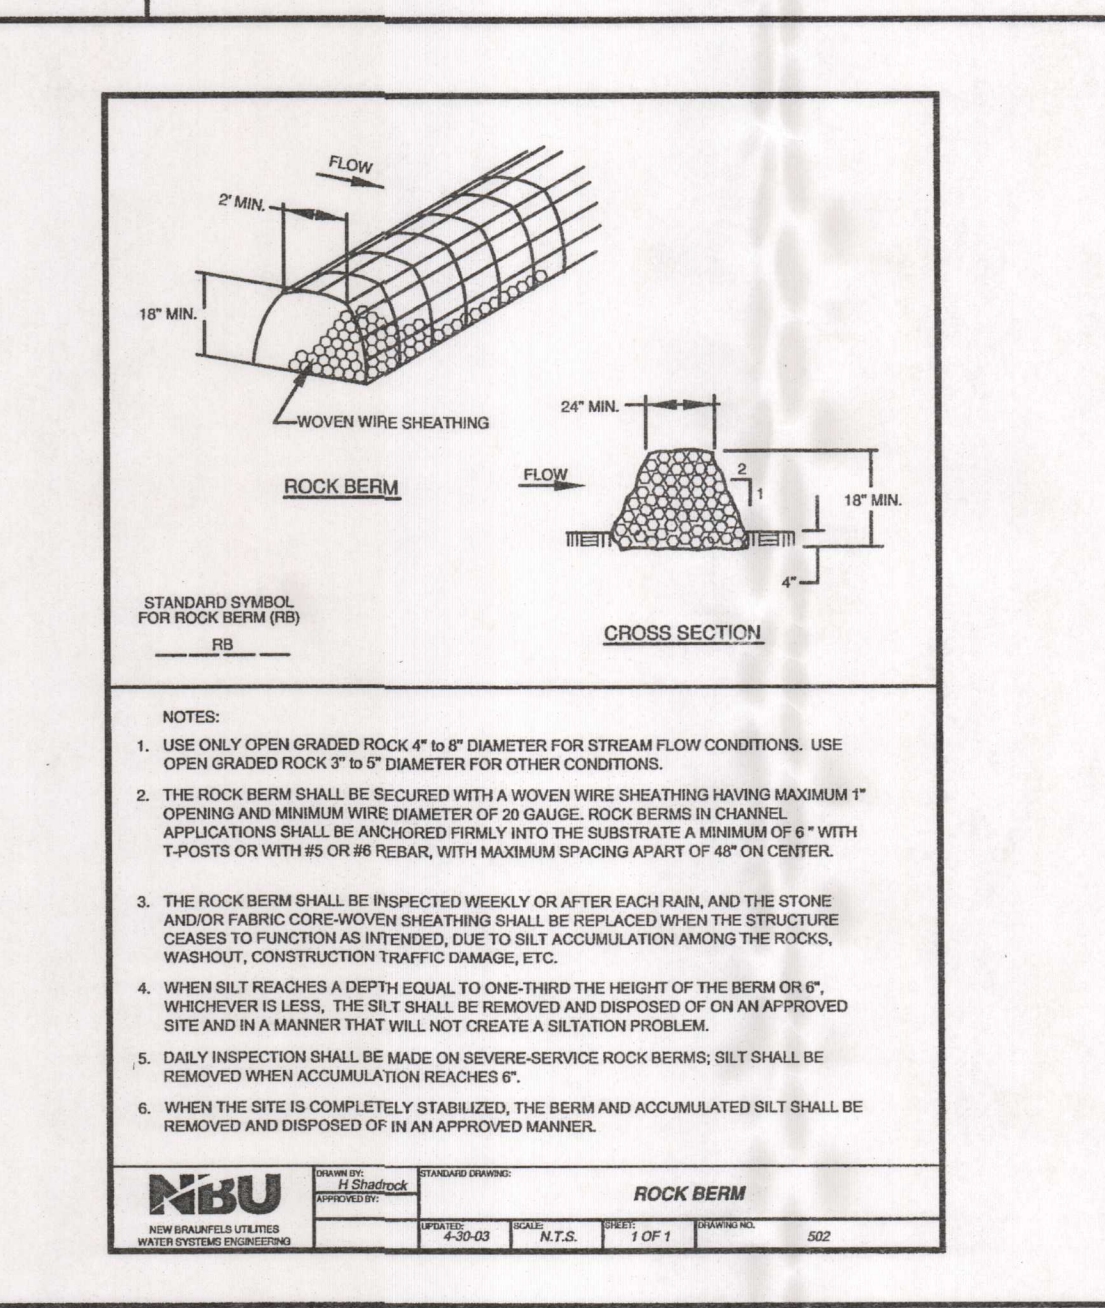 FLOW
2' MIN.
18" MIN.
WOVEN WIRE SHEATHING
ROCK BERM
24" MIN.
FLOW
2
1
18" MIN.
4"
CROSS SECTION
STANDARD SYMBOL
FOR ROCK BERM (RB)
RB
NOTES:
1. USE ONLY OPEN GRADED ROCK 4" to 8" DIAMETER FOR STREAM FLOW CONDITIONS. USE
OPEN GRADED ROCK 3" to 5" DIAMETER FOR OTHER CONDITIONS.
2. THE ROCK BERM SHALL BE SECURED WITH A WOVEN WIRE SHEATHING HAVING MAXIMUM 1"
OPENING AND MINIMUM WIRE DIAMETER OF 20 GAUGE. ROCK BERMS IN CHANNEL
APPLICATIONS SHALL BE ANCHORED FIRMLY INTO THE SUBSTRATE A MINIMUM OF 6 " WITH
T-POSTS OR WITH #5 OR #6 REBAR, WITH MAXIMUM SPACING APART OF 48" ON CENTER.
3. THE ROCK BERM SHALL BE INSPECTED WEEKLY OR AFTER EACH RAIN, AND THE STONE
AND/OR FABRIC CORE-WOVEN SHEATHING SHALL BE REPLACED WHEN THE STRUCTURE
CEASES TO FUNCTION AS INTENDED, DUE TO SILT ACCUMULATION AMONG THE ROCKS,
WASHOUT, CONSTRUCTION TRAFFIC DAMAGE, ETC.
4. WHEN SILT REACHES A DEPTH EQUAL TO ONE-THIRD THE HEIGHT OF THE BERM OR 6",
WHICHEVER IS LESS, THE SILT SHALL BE REMOVED AND DISPOSED OF ON AN APPROVED
SITE AND IN A MANNER THAT WILL NOT CREATE A SILTATION PROBLEM.
5. DAILY INSPECTION SHALL BE MADE ON SEVERE-SERVICE ROCK BERMS; SILT SHALL BE
REMOVED WHEN ACCUMULATION REACHES 6".
6. WHEN THE SITE IS COMPLETELY STABILIZED, THE BERM AND ACCUMULATED SILT SHALL BE
REMOVED AND DISPOSED OF IN AN APPROVED MANNER.
NBU
NEW BRAUNFELS UTILITIES
WATER SYSTEMS ENGINEERING
DRAWN BY:
H Shadrock
APPROVED BY:
STANDARD DRAWING:
ROCK BERM
UPDATED:
4-30-03
SCALE:
N.T.S.
SHEET:
1 OF 1
DRAWING NO.
502